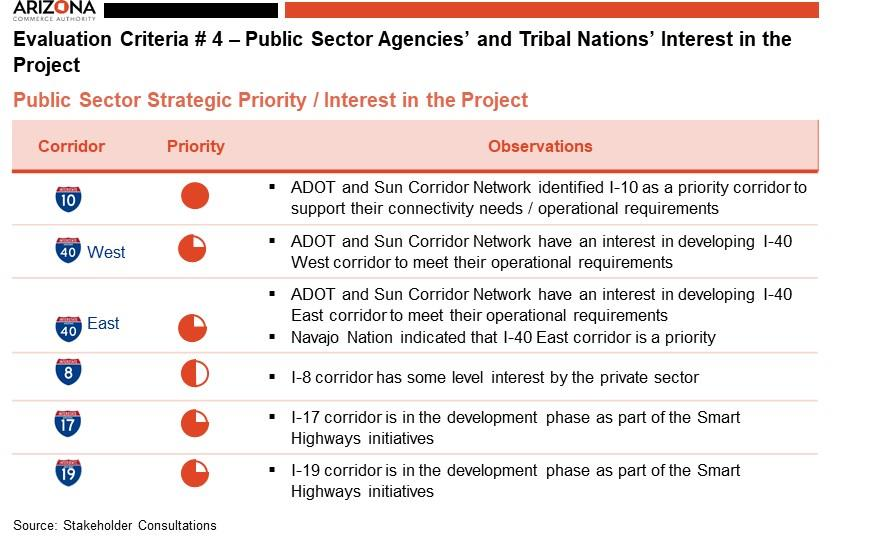 ARIZONA
COMMERCE AUTHORITY
Evaluation Criteria # 4 – Public Sector Agencies’ and Tribal Nations’ Interest in the
Project
Public Sector Strategic Priority / Interest in the Project
Corridor Priority Observations
INTERSTATE
10
▪ ADOT and Sun Corridor Network identified I-10 as a priority corridor to
support their connectivity needs / operational requirements
INTERSTATE
40 West
▪ ADOT and Sun Corridor Network have an interest in developing I-40
West corridor to meet their operational requirements
INTERSTATE
40 East
▪ ADOT and Sun Corridor Network have an interest in developing I-40
East corridor to meet their operational requirements
▪ Navajo Nation indicated that I-40 East corridor is a priority
INTERSTATE
8
▪ I-8 corridor has some level interest by the private sector
INTERSTATE
17
▪ I-17 corridor is in the development phase as part of the Smart
Highways initiatives
INTERSTATE
19
▪ I-19 corridor is in the development phase as part of the Smart
Highways initiatives
Source: Stakeholder Consultations